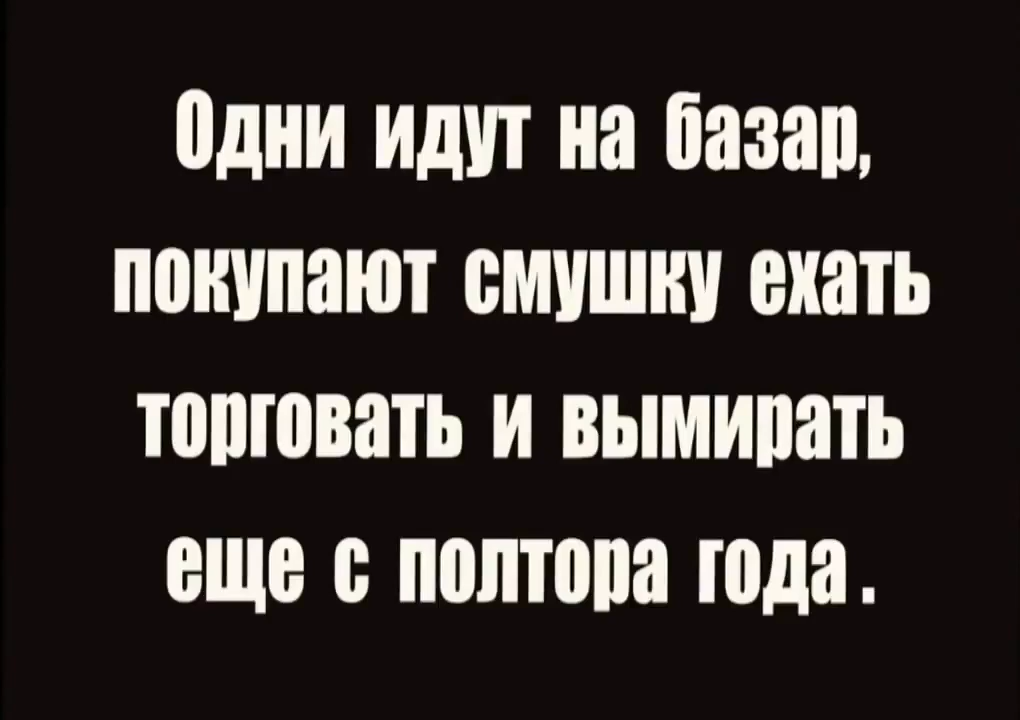 Одни идут на базар,
покупают смушку ехать
торговать и вымирать
еще с полтора года .